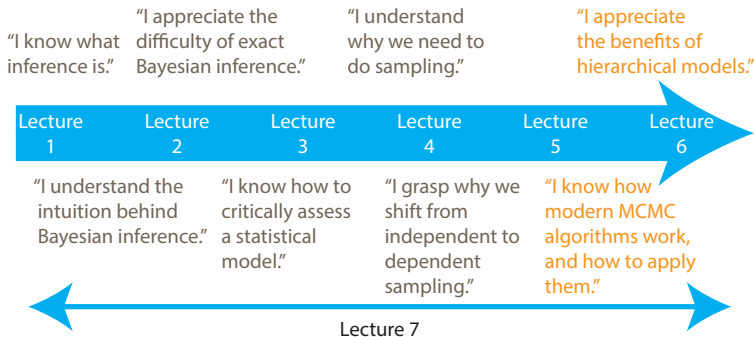 “I know what
inference is.”
“I appreciate the
difficulty of exact
Bayesian inference.”
“I understand
why we need to
do sampling.”
“I appreciate
the benefits of
hierarchical models.”
Lecture
1
Lecture
2
Lecture
3
Lecture
4
Lecture
5
Lecture
6
“I understand the
intuition behind
Bayesian inference.”
“I know how to
critically assess
a statistical
model.”
“I grasp why we
shift from
independent to
dependent
sampling.”
“I know how
modern MCMC
algorithms work,
and how to apply
them.”
Lecture 7